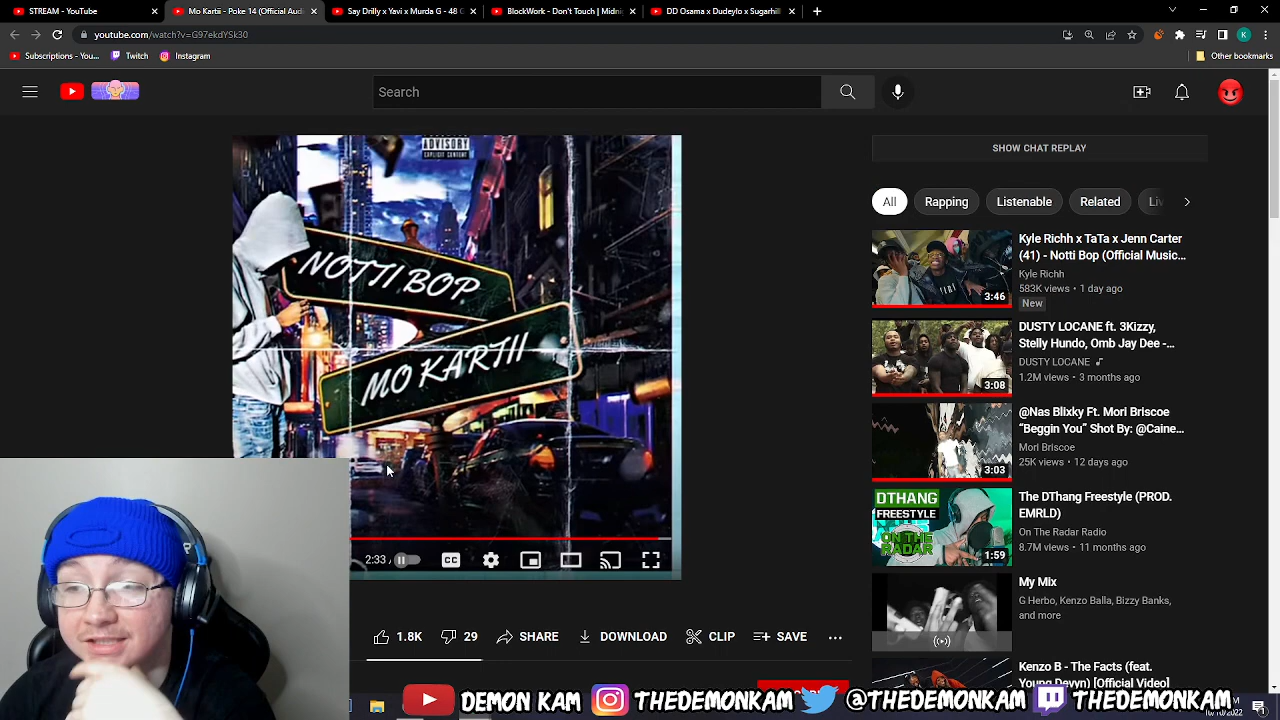 STREAM - YouTube
Mo Kartii - Poke 14 [Official Audi
Say Drilly x Yavi x Murda G - 48 G
BlockWork - Don't Touch [ Midni
DD Osama x Dudeylo x Sugarhill
youtube.com/watch?v=G97ekdYSk30
Subscriptions - You...
Twitch
Instagram
Other bookmarks
Search
SHOW CHAT REPLAY
ADVISORY
EXPLICIT CONTENT
NOTTI BOP
MO KARTII
All
Rapping
Listenable
Related
Liv
Kyle Richh x TaTa x Jenn Carter
(41) - Notti Bop (Official Music...
Kyle Richh
583K views • 1 day ago
New
3:46
DUSTY LOCANE ft. 3Kizzy,
Stelly Hundo, Omb Jay Dee -...
DUSTY LOCANE
1.2M views • 3 months ago
3:08
@Nas Blixky Ft. Mori Briscoe
“Beggin You” Shot By: @Caine...
Mori Briscoe
25K views • 12 days ago
3:03
DTHANG
FREESTYLE
ON THE
RADAR
1:59
The DThang Freestyle (PROD.
EMRLD)
On The Radar Radio
8.7M views • 11 months ago
My Mix
G Herbo, Kenzo Balla, Bizzy Banks,
and more
Kenzo B - The Facts (feat.
Young Devyn) [Official Video]
2:33 /
CC
1.8K
29
SHARE
DOWNLOAD
CLIP
SAVE
DEMON KAM
THEDEMONKAM
@THEDEMONKAM
THEDEMONKAM